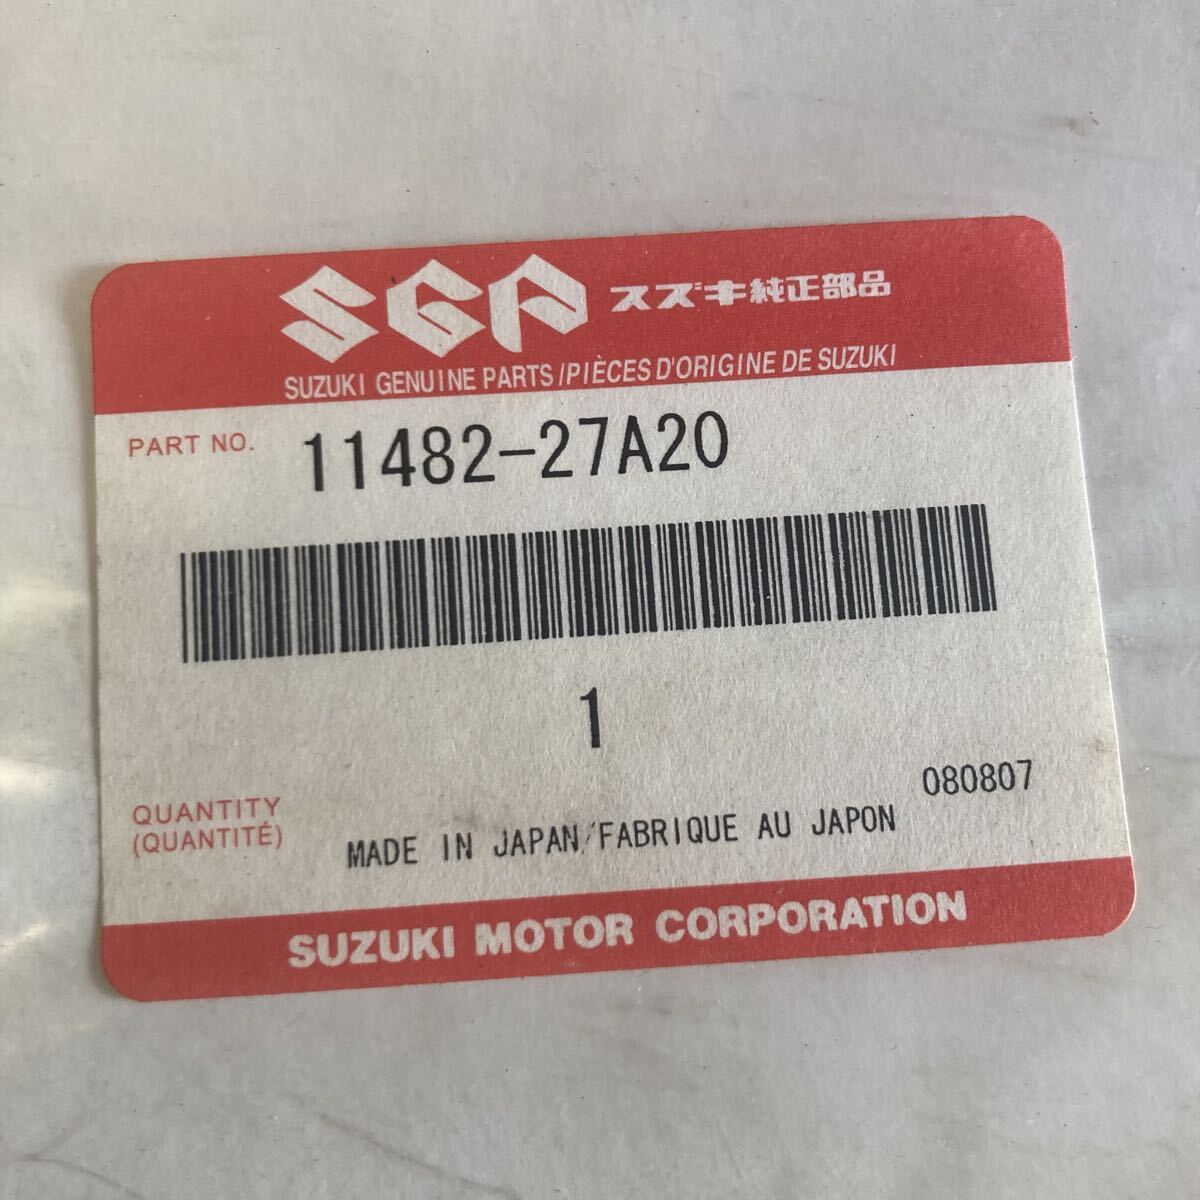 SGP スズキ純正部品
SUZUKI GENUINE PARTS/PIÈCES D'ORIGINE DE SUZUKI
PART NO. 11482-27A20
1
080807
QUANTITY
(QUANTITÉ)
MADE IN JAPAN/FABRIQUE AU JAPON
SUZUKI MOTOR CORPORATION